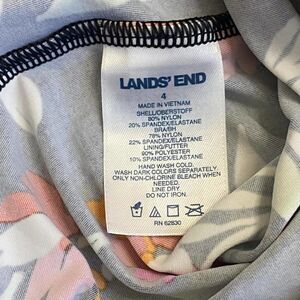 LANDS' END
4
MADE IN VIETNAM
SHELL/OBERSTOFF
80% NYLON
20% SPANDEX/ELASTANE
BRA/BH
78% NYLON
22% SPANDEX/ELASTANE
LINING/FUTTER
90% POLYESTER
10% SPANDEX/ELASTANE
HAND WASH COLD.
WASH DARK COLORS SEPARATELY.
ONLY NON-CHLORINE BLEACH WHEN
NEEDED.
LINE DRY.
DO NOT IRON.
RN 62830